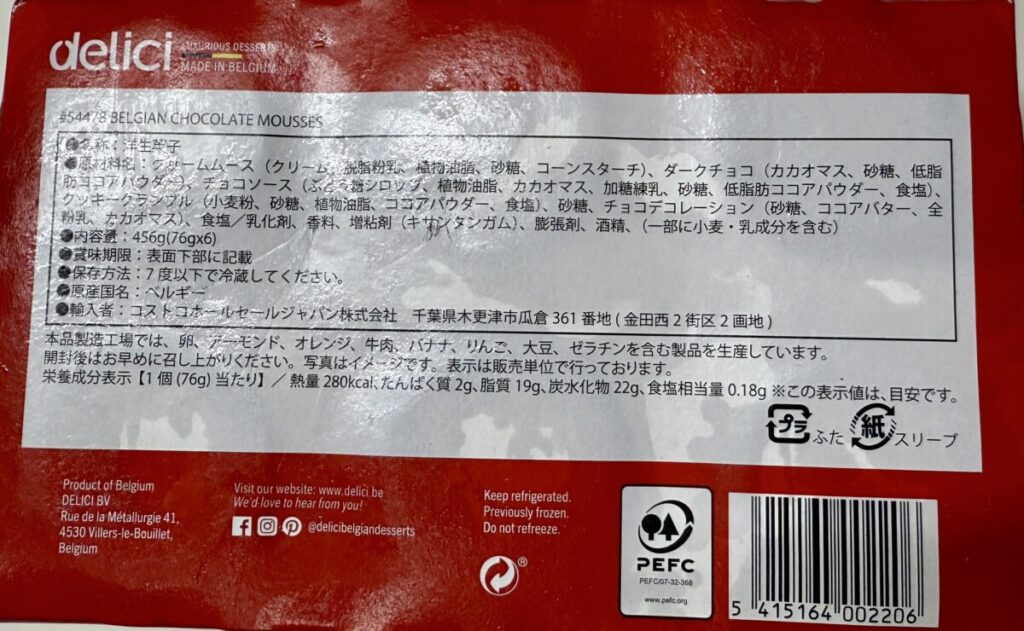 delici
LUXURIOUS DESSERTS
MADE IN BELGIUM
#54478 BELGIAN CHOCOLATE MOUSSES
●名称：洋生菓子
●原材料名：クリームムース（クリーム、脱脂粉乳、植物油脂、砂糖、コーンスターチ）、ダークチョコ（カカオマス、砂糖、低脂
肪ココアパウダー）、チョコソース（ぶどう糖シロップ、植物油脂、カカオマス、加糖練乳、砂糖、低脂肪ココアパウダー、食塩）、
クッキークランブル（小麦粉、砂糖、植物油脂、ココアパウダー、食塩）、砂糖、チョコデコレーション（砂糖、ココアバター、全
粉乳、カカオマス）、食塩／乳化剤、香料、増粘剤（キサンタンガム）、膨張剤、酒精、（一部に小麦・乳成分を含む）
●内容量：456g(76gx6)
●賞味期限：表面下部に記載
●保存方法：7度以下で冷蔵してください。
●原産国名：ベルギー
●輸入者：コストコホールセールジャパン株式会社　千葉県木更津市瓜倉 361 番地 ( 金田西 2 街区 2 画地 )
本品製造工場では、卵、アーモンド、オレンジ、牛肉、バナナ、りんご、大豆、ゼラチンを含む製品を生産しています。
開封後はお早めに召し上がりください。写真はイメージです。表示は販売単位で行っております。
栄養成分表示【1 個 (76g) 当たり】／ 熱量 280kcal、たんぱく質 2g、脂質 19g、炭水化物 22g、食塩相当量 0.18g ※この表示値は、目安です。
プラ ふた 紙 スリーブ
Product of Belgium
DELICI BV
Rue de la Métallurgie 41,
4530 Villers-le-Bouillet,
Belgium
Visit our website: www.delici.be
We'd love to hear from you!
@delicibelgiandesserts
Keep refrigerated.
Previously frozen.
Do not refreeze.
®
PEFC
PEFC/07-32-368
www.pefc.org
5 415164 002206